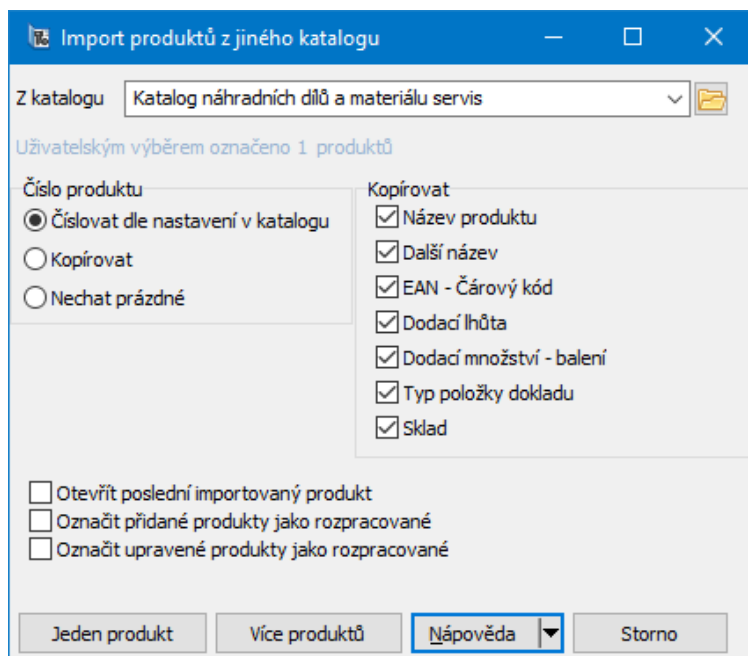 Import produktů z jiného katalogu
Z katalogu Katalog náhradních dílů a materiálu servis
Uživatelským výběrem označeno 1 produktů
Číslo produktu
Číslovat dle nastavení v katalogu
Kopírovat
Nechat prázdné
Kopírovat
Název produktu
Další název
EAN - Čárový kód
Dodací lhůta
Dodací množství - balení
Typ položky dokladu
Sklad
Otevřít poslední importovaný produkt
Označit přidané produkty jako rozpracované
Označit upravené produkty jako rozpracované
Jeden produkt Více produktů Nápověda Storno